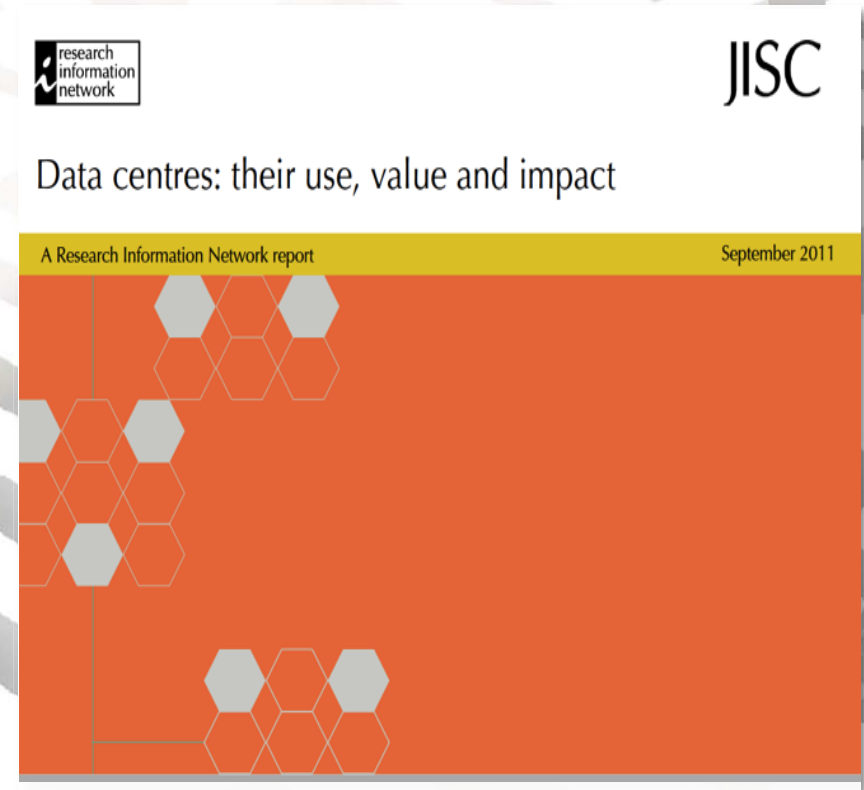 research
information
network
JISC
Data centres: their use, value and impact
A Research Information Network report
September 2011